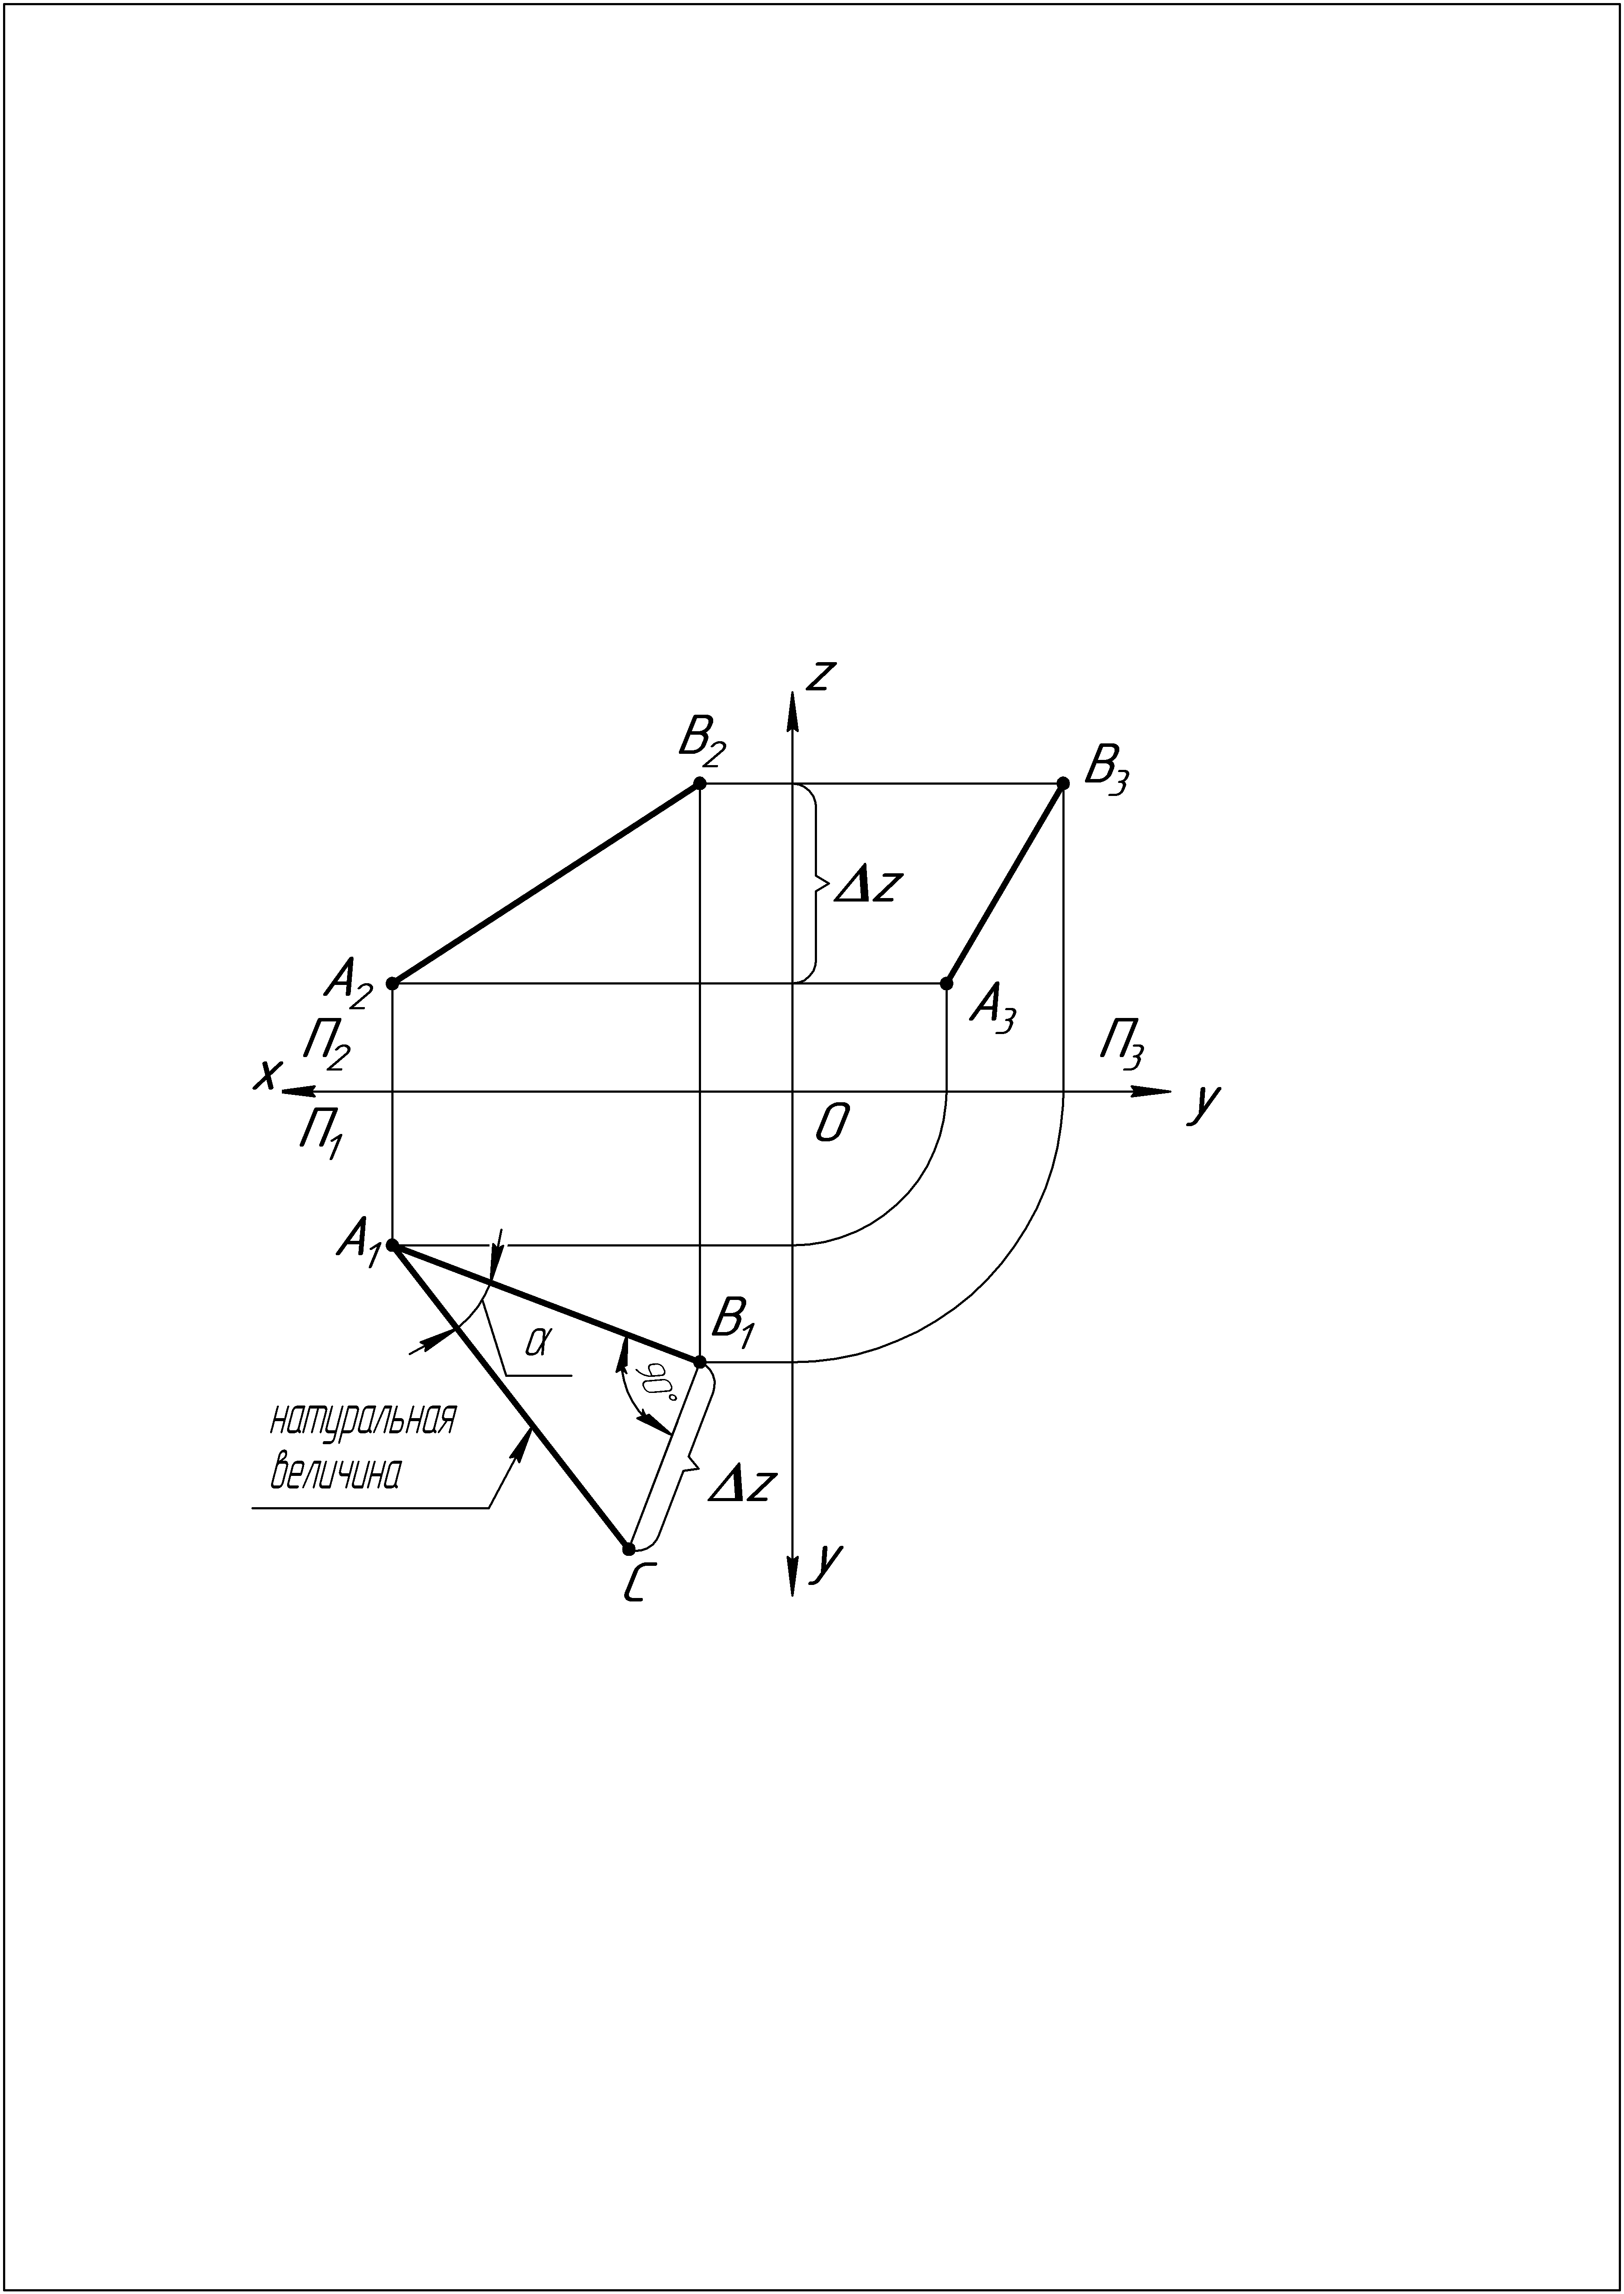 z
B2
B3
Δz
A2
A3
П2
П3
x
y
П1
O
A1
B1
α
90°
натуральная
величина
Δz
y
C